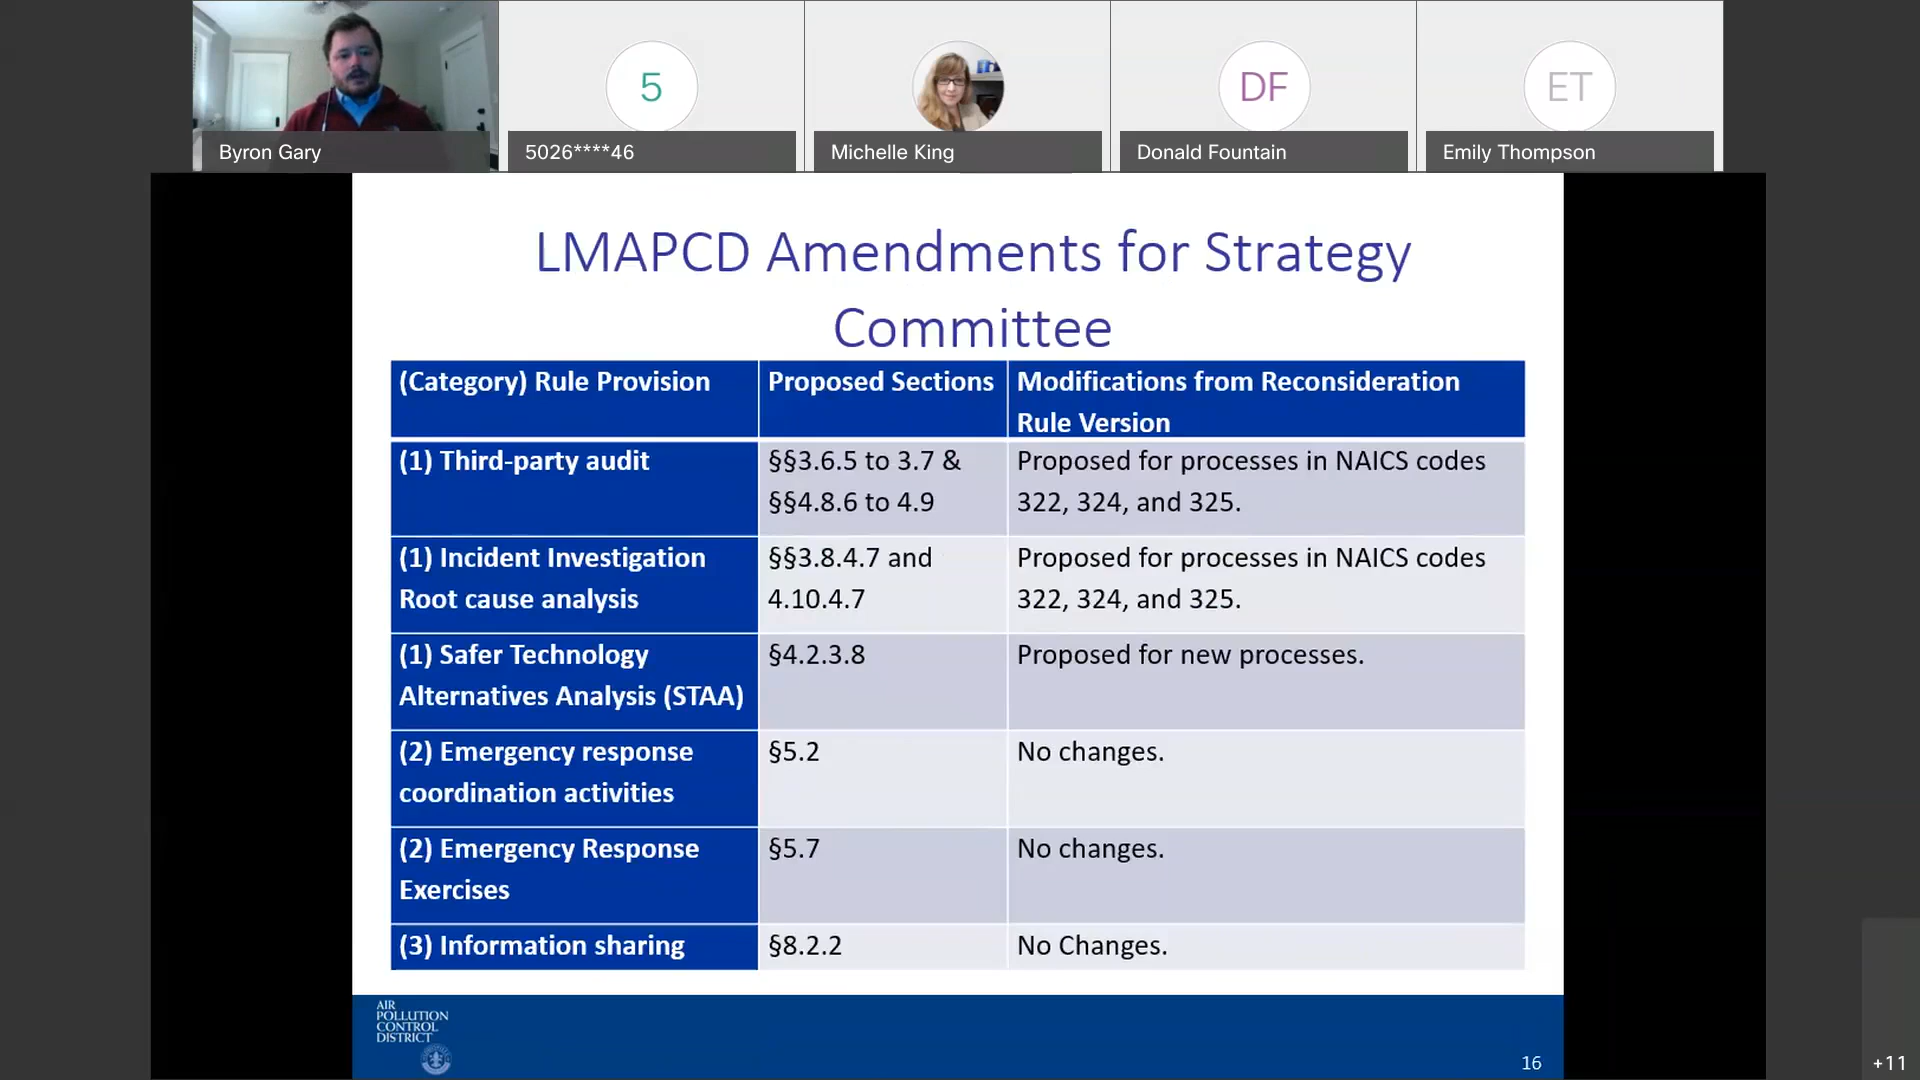 5
DF
ET
Byron Gary
5026****46
Michelle King
Donald Fountain
Emily Thompson
LMAPCD Amendments for Strategy
Committee
(Category) Rule Provision
Proposed Sections
Modifications from Reconsideration
Rule Version
(1) Third-party audit
§§3.6.5 to 3.7 &
§§4.8.6 to 4.9
Proposed for processes in NAICS codes
322, 324, and 325.
(1) Incident Investigation
Root cause analysis
§§3.8.4.7 and
4.10.4.7
Proposed for processes in NAICS codes
322, 324, and 325.
(1) Safer Technology
Alternatives Analysis (STAA)
§4.2.3.8
Proposed for new processes.
(2) Emergency response
coordination activities
§5.2
No changes.
(2) Emergency Response
Exercises
§5.7
No changes.
(3) Information sharing
§8.2.2
No Changes.
AIR
POLLUTION
CONTROL
DISTRICT
16
+11